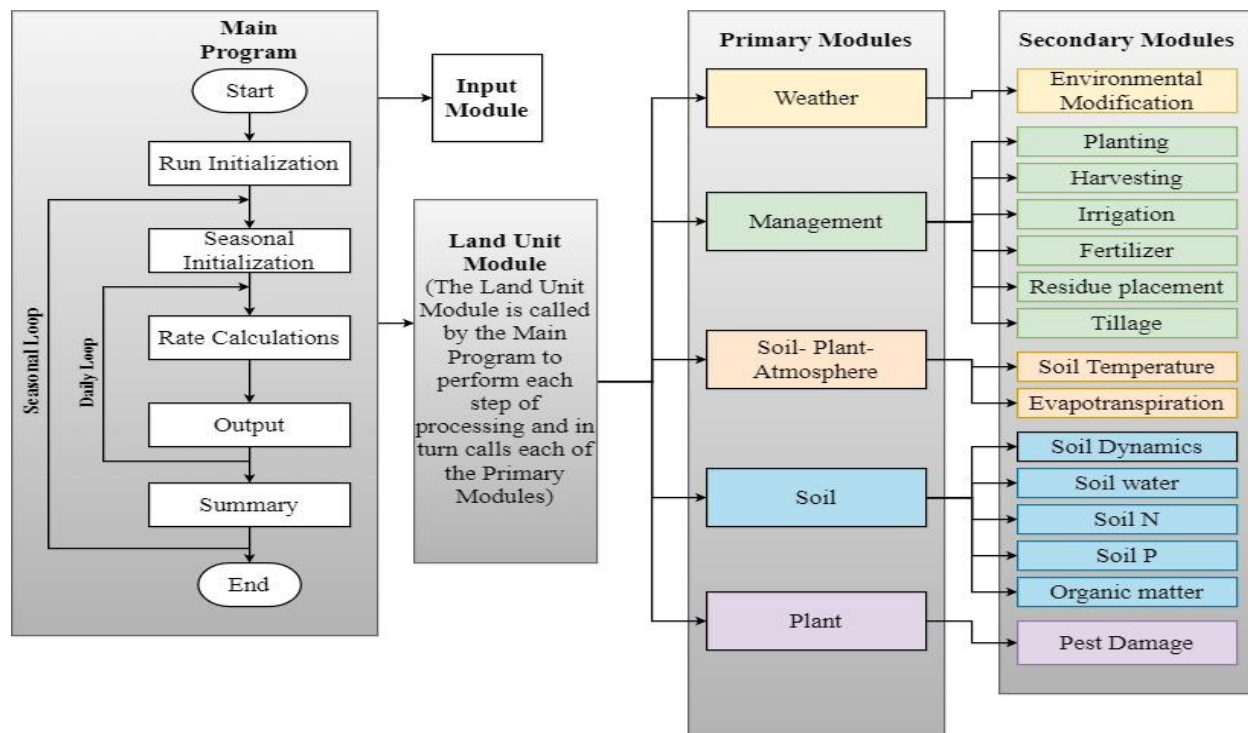 Main
Program
Start
Run Initialization
Seasonal
Initialization
Rate Calculations
Output
Summary
End
Seasonal Loop
Daily Loop
Input
Module
Land Unit
Module
(The Land Unit
Module is called
by the Main
Program to
perform each
step of
processing and in
turn calls each of
the Primary
Modules)
Primary Modules
Weather
Management
Soil- Plant-
Atmosphere
Soil
Plant
Secondary Modules
Environmental
Modification
Planting
Harvesting
Irrigation
Fertilizer
Residue placement
Tillage
Soil Temperature
Evapotranspiration
Soil Dynamics
Soil water
Soil N
Soil P
Organic matter
Pest Damage